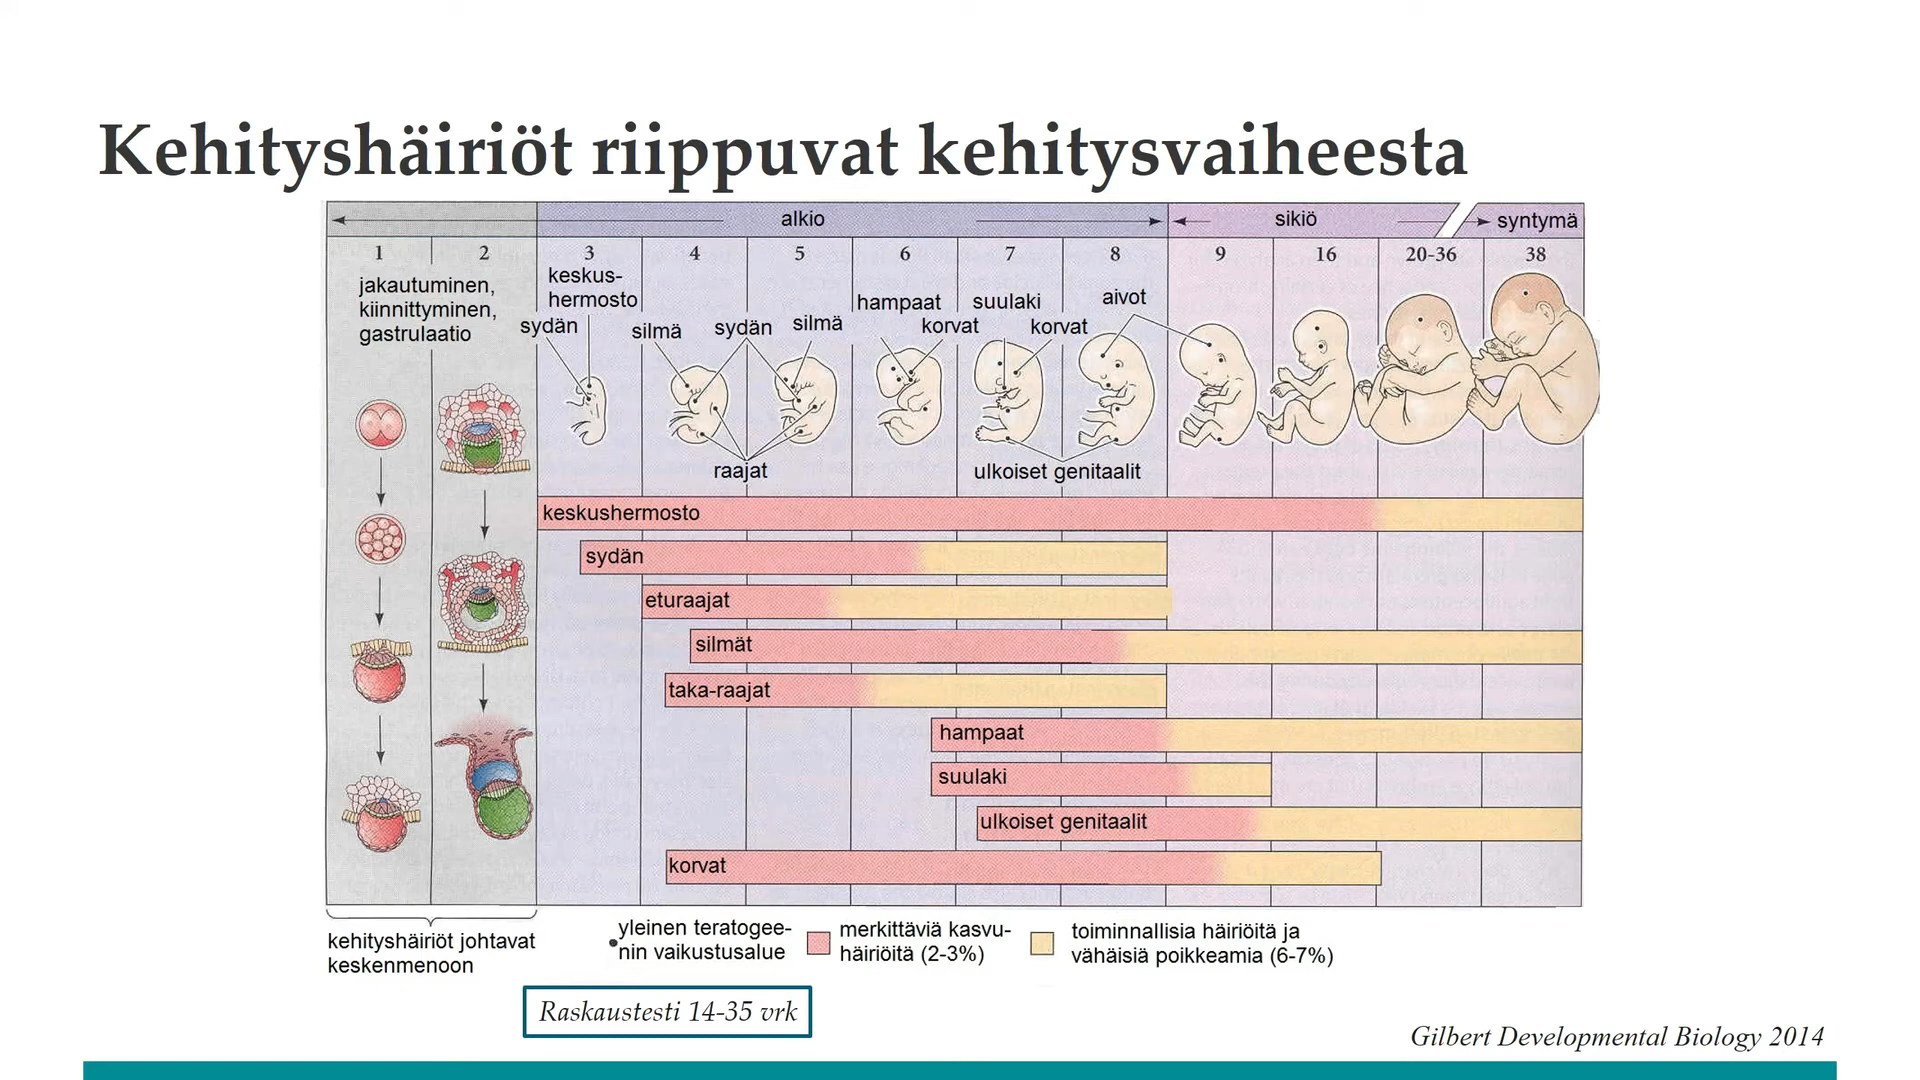 Kehityshäiriöt riippuvat kehitysvaiheesta
alkio
sikiö
syntymä
1
2
3
4
5
6
7
8
9
16
20-36
38
jakautuminen,
kiinnittyminen,
gastrulaatio
keskus-
hermosto
sydän
silmä
sydän
silmä
hampaat
korvat
suulaki
korvat
aivot
raajat
ulkoiset genitaalit
keskushermosto
sydän
eturaajat
silmät
taka-raajat
hampaat
suulaki
ulkoiset genitaalit
korvat
kehityshäiriöt johtavat
keskenmenoon
yleinen teratogee-
nin vaikustusalue
merkittäviä kasvu-
häiriöitä (2-3%)
toiminnallisia häiriöitä ja
vähäisiä poikkeamia (6-7%)
Raskaustesti 14-35 vrk
Gilbert Developmental Biology 2014